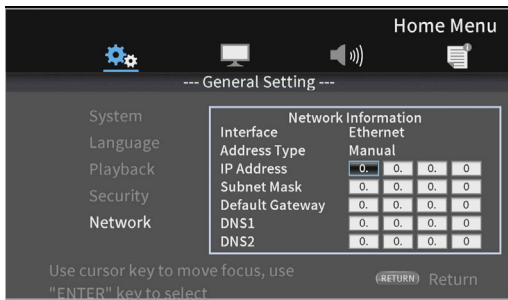 Home Menu
--- General Setting ---
System
Language
Playback
Security
Network
Network Information
Interface Ethernet
Address Type Manual
IP Address 0. 0. 0. 0
Subnet Mask 0. 0. 0. 0
Default Gateway 0. 0. 0. 0
DNS1 0. 0. 0. 0
DNS2 0. 0. 0. 0
Use cursor key to move focus, use
"ENTER" key to select
RETURN Return